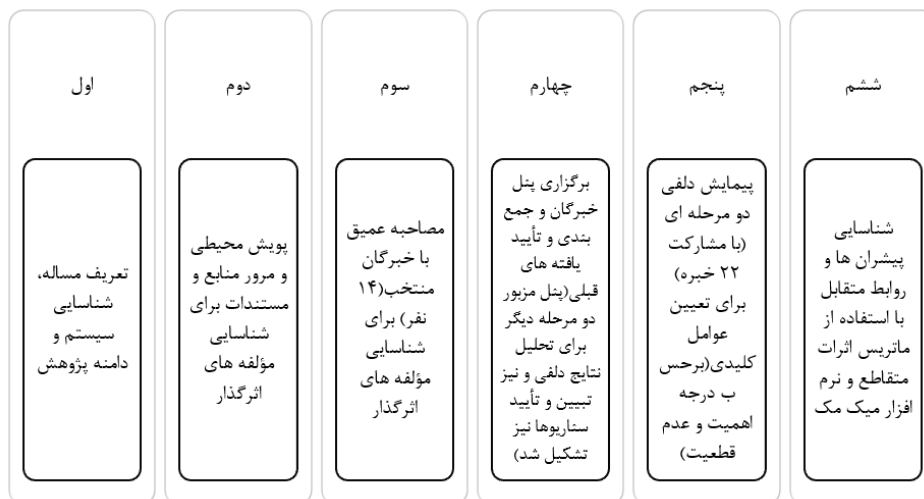 اول
تعریف مساله،
شناسایی
سیستم و
دامنه پژوهش
دوم
پویش محیطی
و مرور منابع و
مستندات برای
شناسایی
مؤلفه های
اثرگذار
سوم
مصاحبه عمیق
با خبرگان
منتخب(۱۴
نفر) برای
شناسایی
مؤلفه های
اثرگذار
چهارم
برگزاری پنل
خبرگان و جمع
بندی و تأیید
یافته های
قبلی(پنل مزبور
دو مرحله دیگر
برای تحلیل
نتایج دلفی و نیز
تبیین و تأیید
سناریوها نیز
تشکیل شد)
پنجم
پیمایش دلفی
دو مرحله ای
(با مشارکت
۲۲ خبره)
برای تعیین
عوامل
کلیدی(برحس
ب درجه
اهمیت و عدم
قطعیت)
ششم
شناسایی
پیشران ها و
روابط متقابل
با استفاده از
ماتریس اثرات
متقاطع و نرم
افزار میک مک